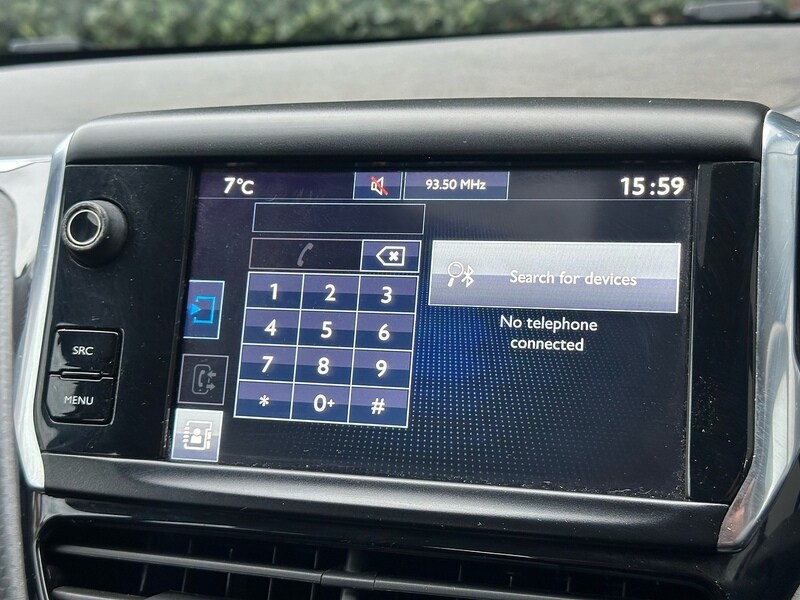 7°C
93.50 MHz
15:59
Search for devices
No telephone
connected
1 2 3
4 5 6
7 8 9
* 0+ #
SRC
MENU